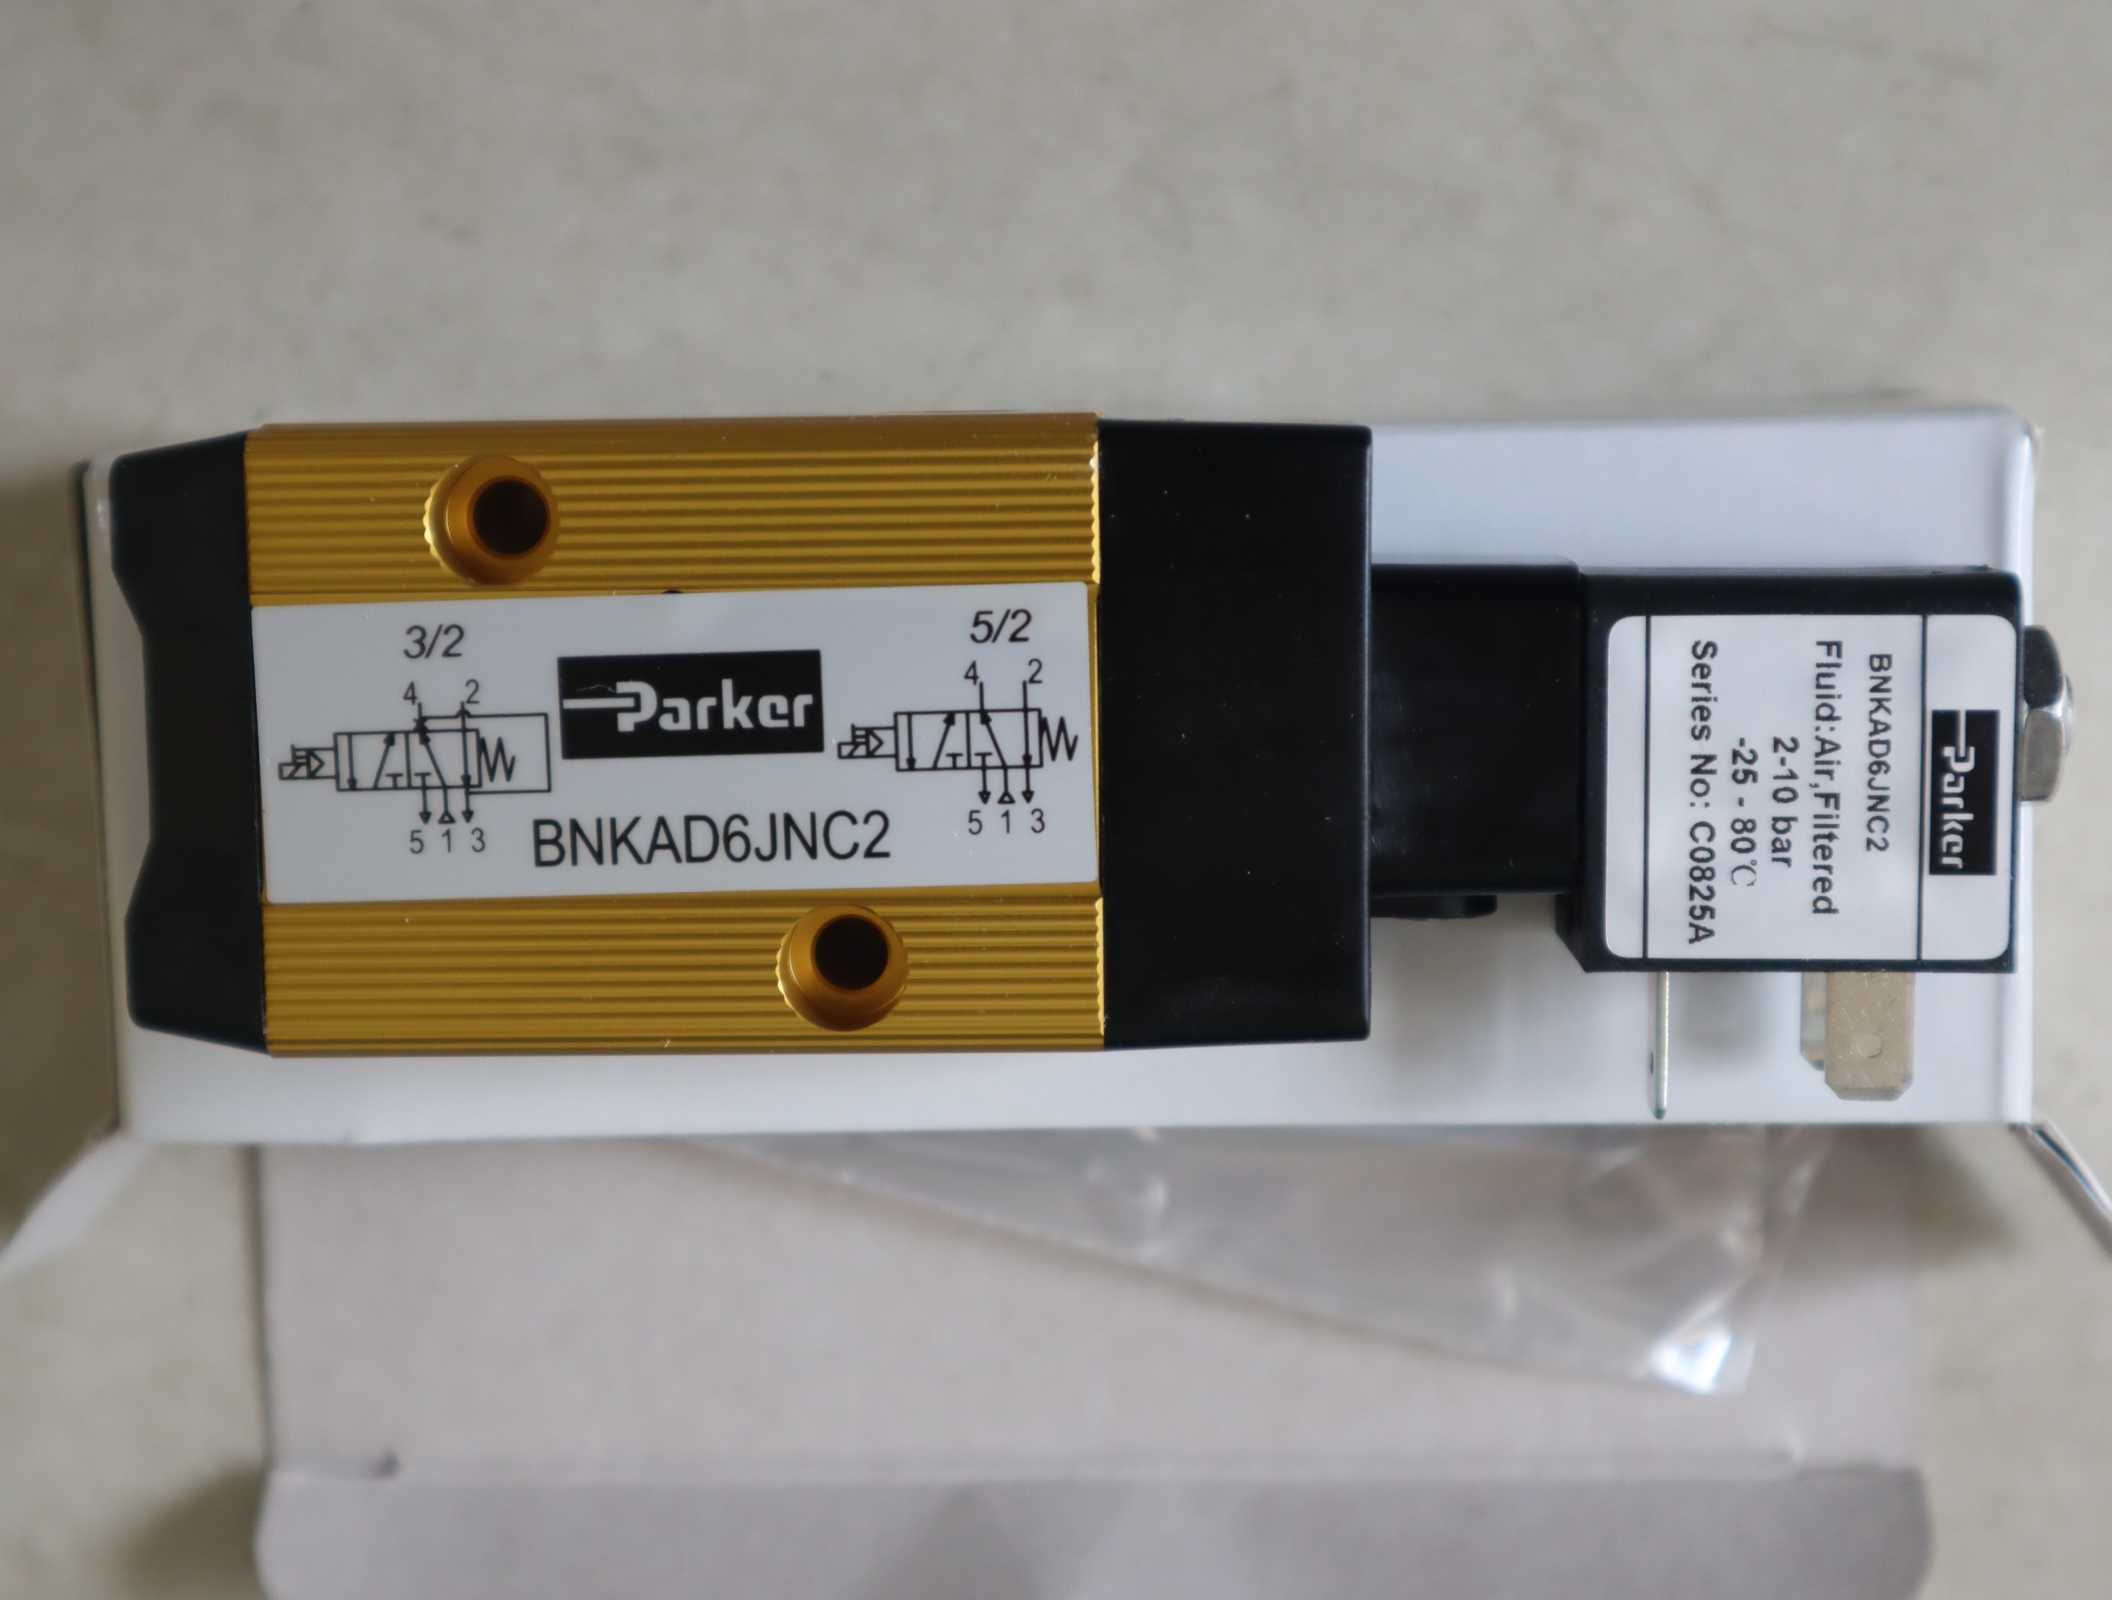 3/2
4 2
5 1 3
Parker
BNKAD6JNC2
5/2
4 2
5 1 3
Parker
BNKAD6JNC2
Fluid:Air,Filtered
2-10 bar
-25 - 80℃
Series No: C0825A